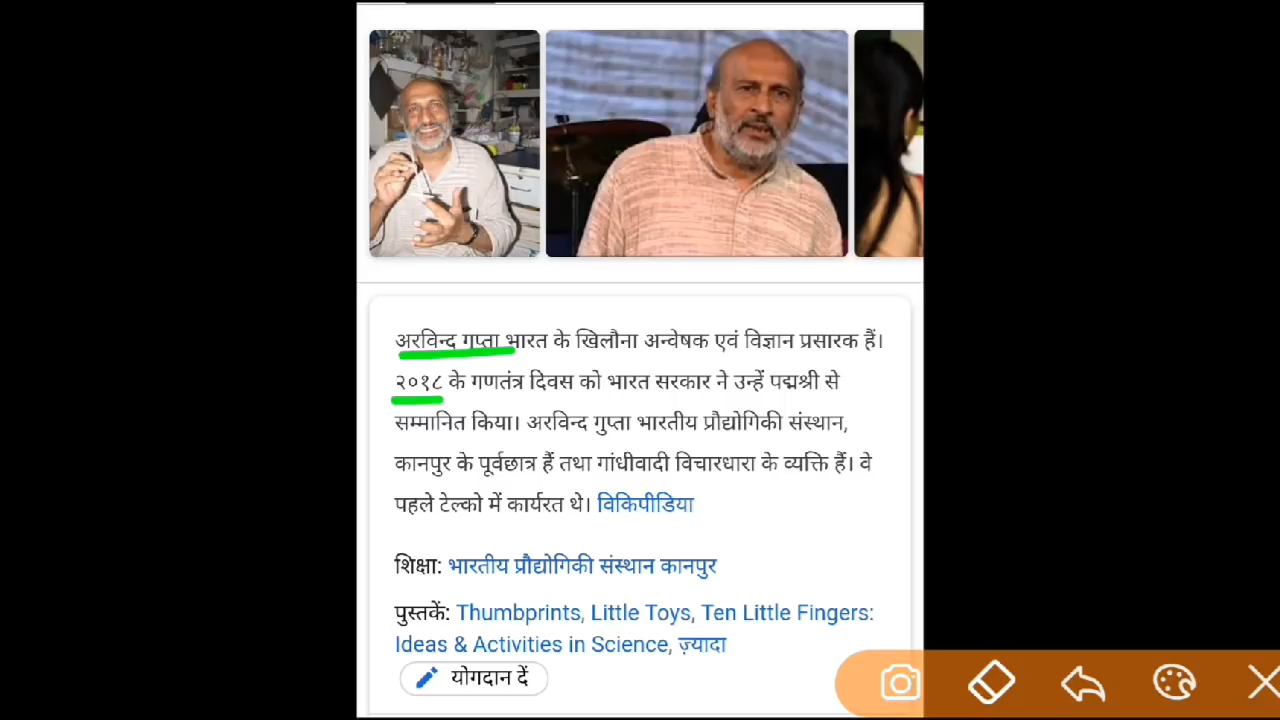 अरविन्द गुप्ता भारत के खिलौना अन्वेषक एवं विज्ञान प्रसारक हैं।
२०१८ के गणतंत्र दिवस को भारत सरकार ने उन्हें पद्मश्री से
सम्मानित किया। अरविन्द गुप्ता भारतीय प्रौद्योगिकी संस्थान,
कानपुर के पूर्वछात्र हैं तथा गांधीवादी विचारधारा के व्यक्ति हैं। वे
पहले टेल्को में कार्यरत थे। विकिपीडिया
शिक्षा: भारतीय प्रौद्योगिकी संस्थान कानपुर
पुस्तकें: Thumbprints, Little Toys, Ten Little Fingers:
Ideas & Activities in Science, ज़्यादा
योगदान दें